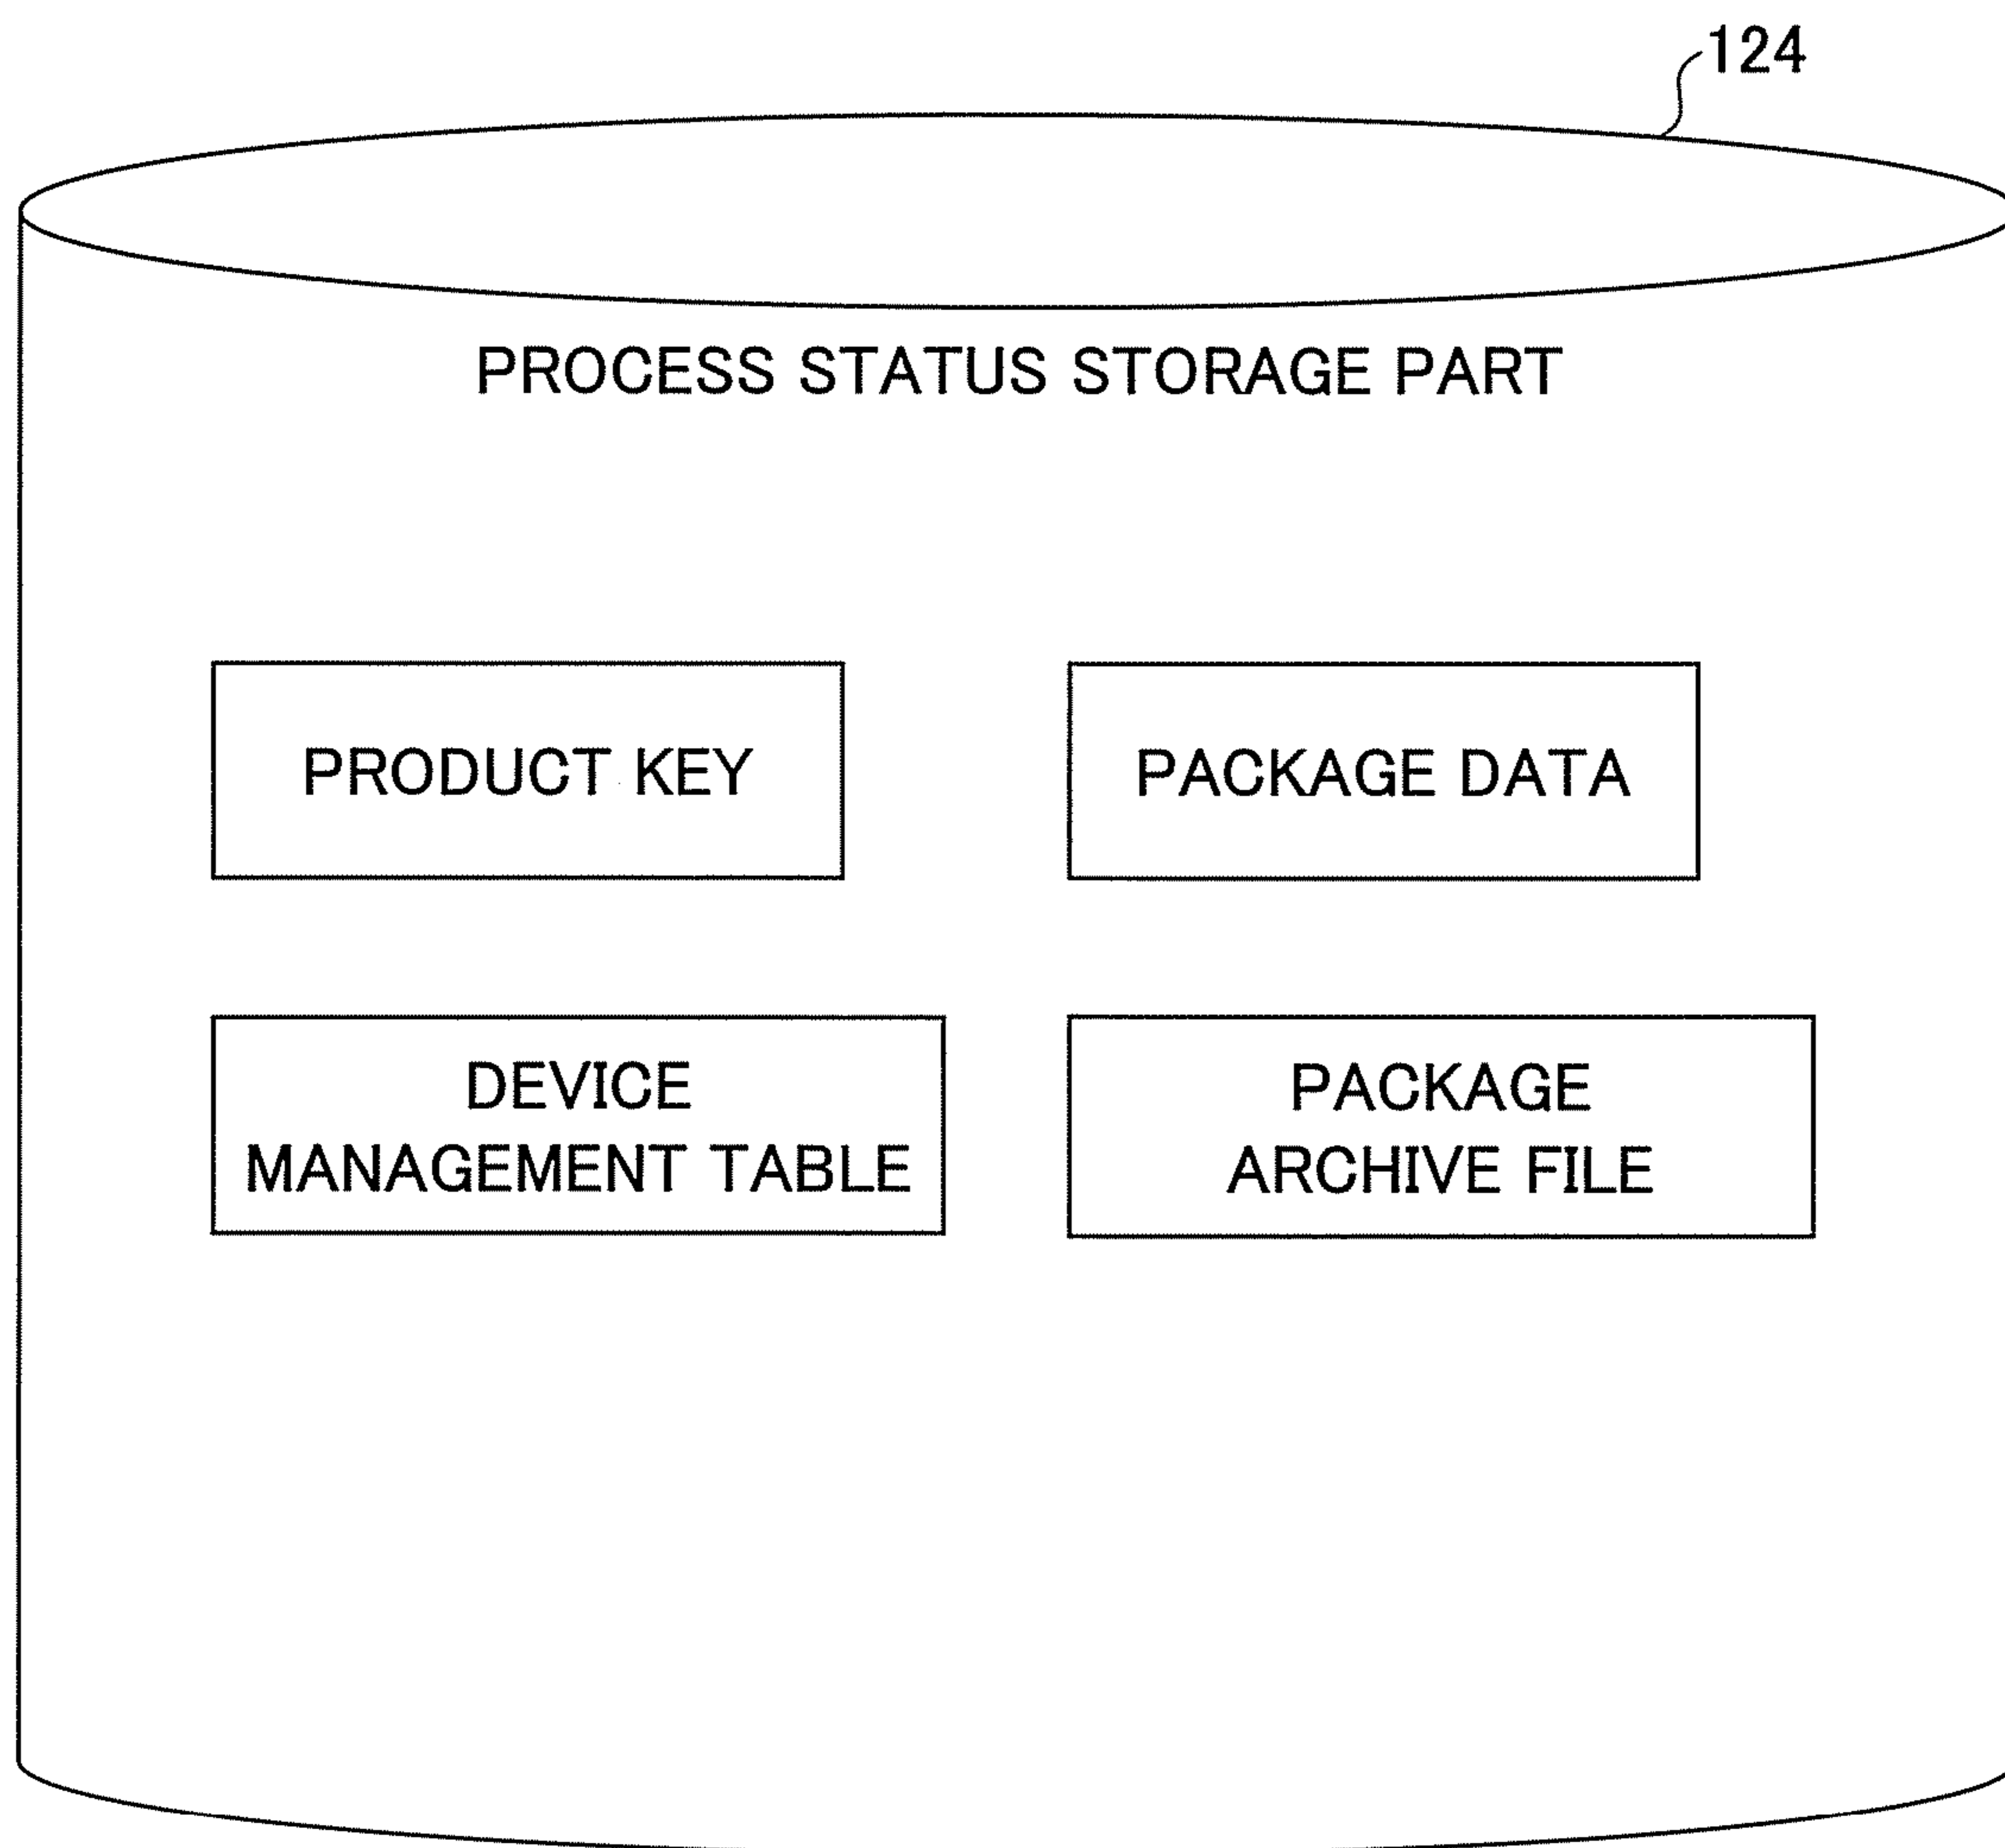 124
PROCESS STATUS STORAGE PART
PRODUCT KEY
PACKAGE DATA
DEVICE
MANAGEMENT TABLE
PACKAGE
ARCHIVE FILE